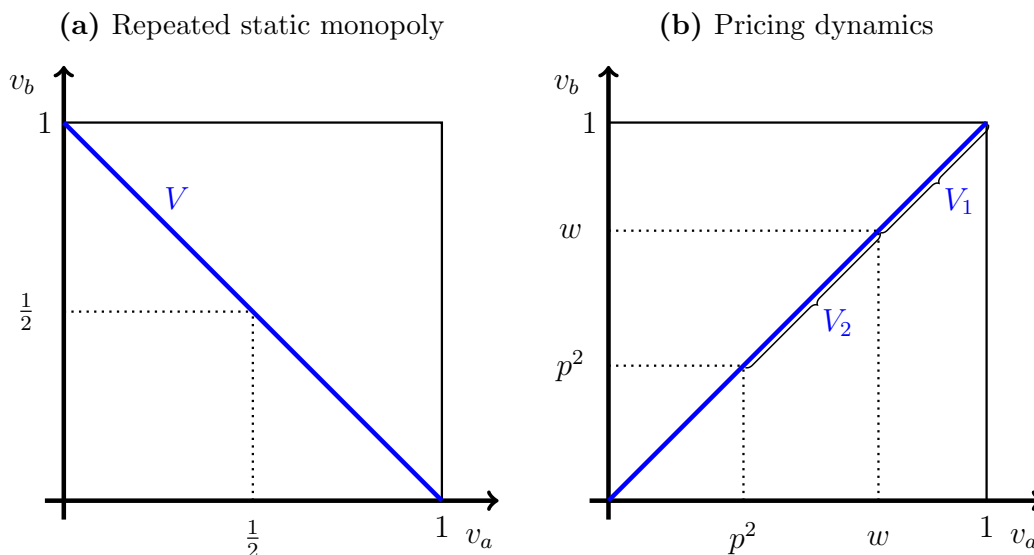 (a) Repeated static monopoly
v_b
1
V
1/2
1/2
1
v_a
(b) Pricing dynamics
v_b
1
w
V_1
V_2
p^2
p^2
w
1
v_a